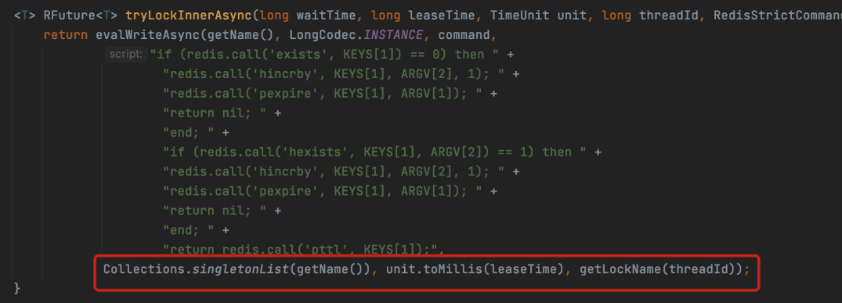 <T> RFuture<T> tryLockInnerAsync(long waitTime, long leaseTime, TimeUnit unit, long threadId, RedisStrictComman
return evalWriteAsync(getName(), LongCodec.INSTANCE, command,
script: "if (redis.call('exists', KEYS[1]) == 0) then " +
"redis.call('hincrby', KEYS[1], ARGV[2], 1); " +
"redis.call('pexpire', KEYS[1], ARGV[1]); " +
"return nil; " +
"end; " +
"if (redis.call('hexists', KEYS[1], ARGV[2]) == 1) then " +
"redis.call('hincrby', KEYS[1], ARGV[2], 1); " +
"redis.call('pexpire', KEYS[1], ARGV[1]); " +
"return nil; " +
"end; " +
"return redis.call('pttl', KEYS[1]);",
Collections.singletonList(getName()), unit.toMillis(leaseTime), getLockName(threadId));
}